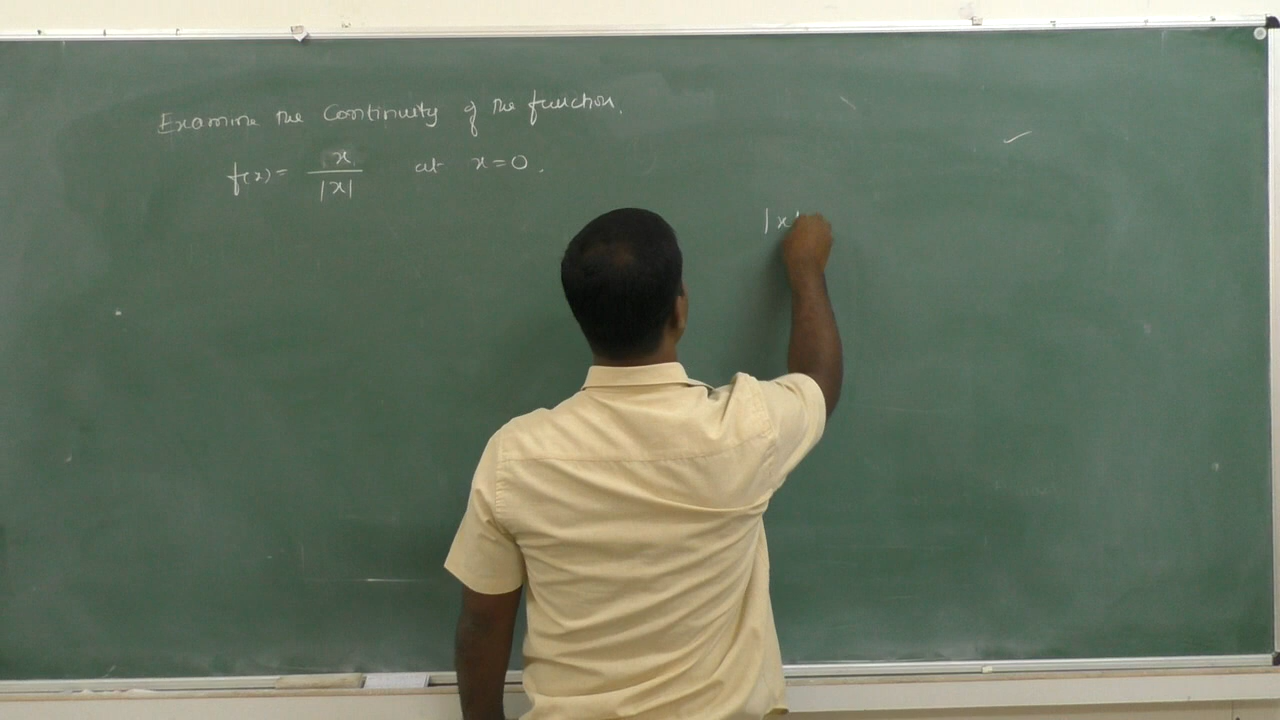 Examine the Continuity of the function.
f(x) = x / |x| at x = 0.
|x|